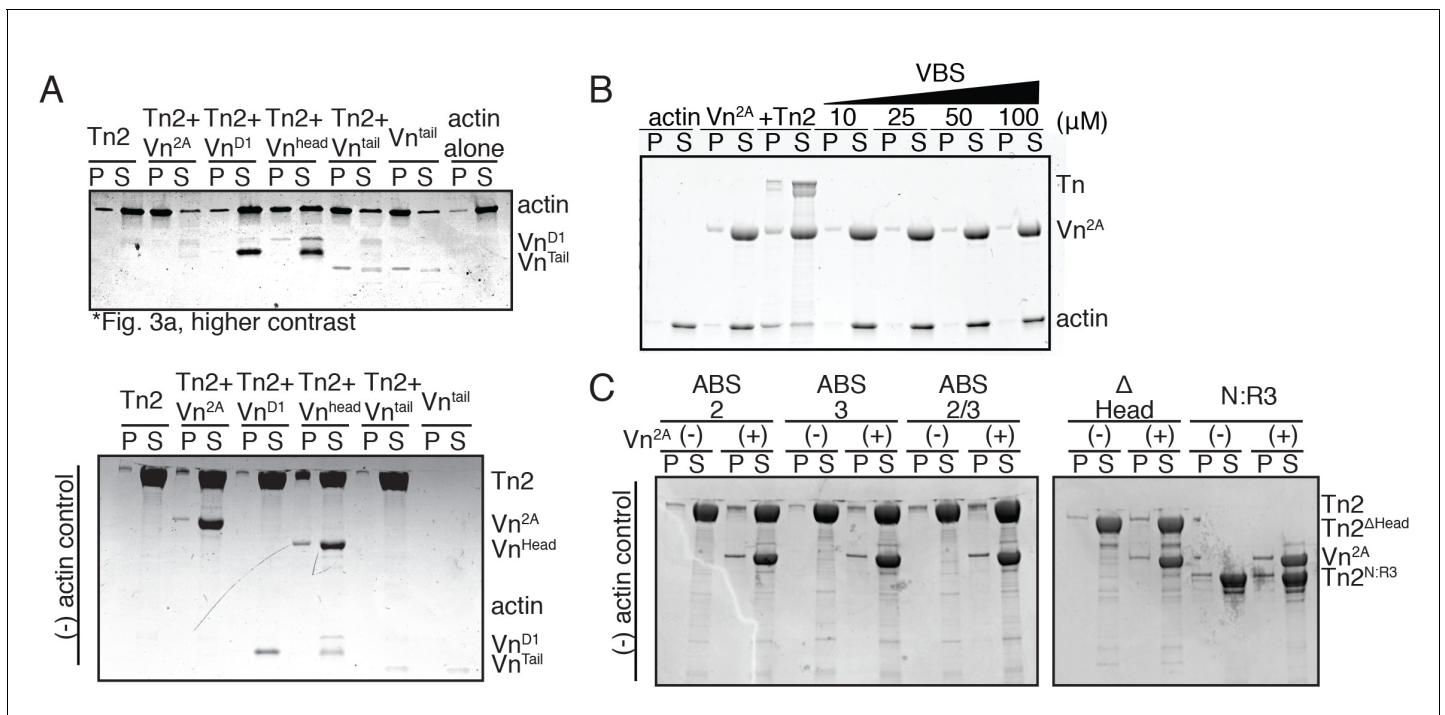 A
Tn2 Tn2+ Vn2A Tn2+ VnD1 Tn2+ Vnhead Tn2+ Vntail Vntail actin alone
P S P S P S P S P S P S P S
actin
VnD1
VnTail
*Fig. 3a, higher contrast
Tn2 Tn2+ Vn2A Tn2+ VnD1 Tn2+ Vnhead Tn2+ Vntail Vntail
P S P S P S P S P S P S
(-) actin control
Tn2
Vn2A
VnHead
actin
VnD1
VnTail
B
VBS
actin Vn2A +Tn2 10 25 50 100 (μM)
P S P S P S P S P S P S P S
Tn
Vn2A
actin
C
ABS 2 ABS 3 ABS 2/3 Δ Head N:R3
Vn2A (-) (+) (-) (+) (-) (+) (-) (+) (-) (+)
P S P S P S P S P S P S P S P S P S P S
(-) actin control
Tn2
Tn2ΔHead
Vn2A
Tn2N:R3